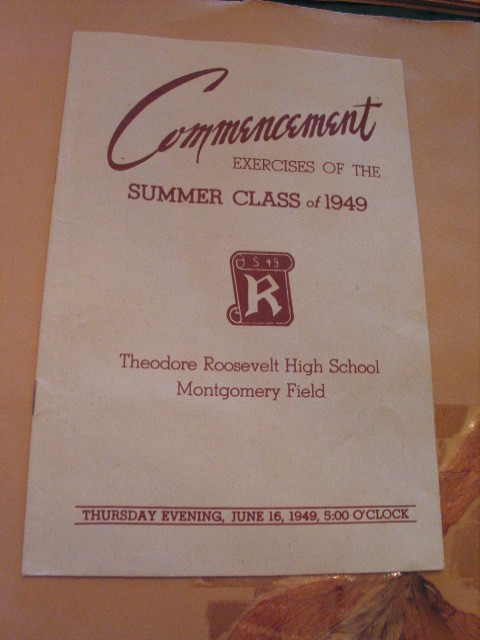 Commencement
EXERCISES OF THE
SUMMER CLASS of 1949
S 49
R
Theodore Roosevelt High School
Montgomery Field
THURSDAY EVENING, JUNE 16, 1949, 5:00 O'CLOCK